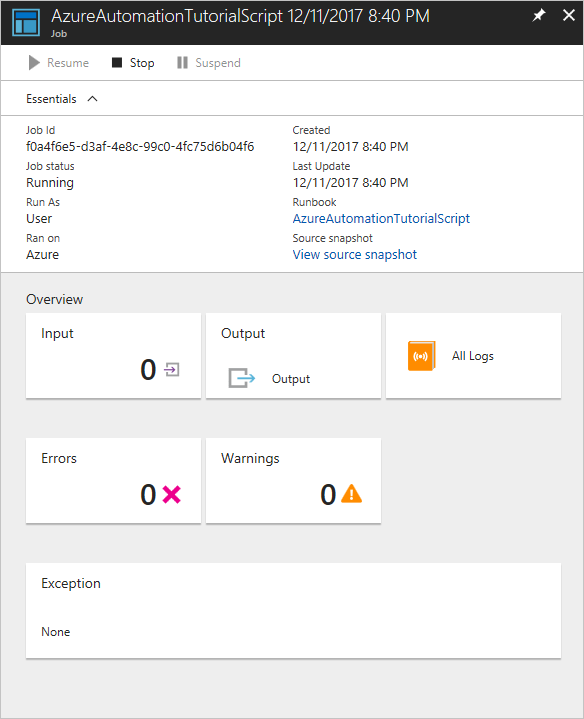 AzureAutomationTutorialScript 12/11/2017 8:40 PM
Job
Resume Stop Suspend
Essentials
Job Id Created
f0a4f6e5-d3af-4e8c-99c0-4fc75d6b04f6 12/11/2017 8:40 PM
Job status Last Update
Running 12/11/2017 8:40 PM
Run As Runbook
User AzureAutomationTutorialScript
Ran on Source snapshot
Azure View source snapshot
Overview
Input Output
0 Output All Logs
Errors Warnings
0 0
Exception
None